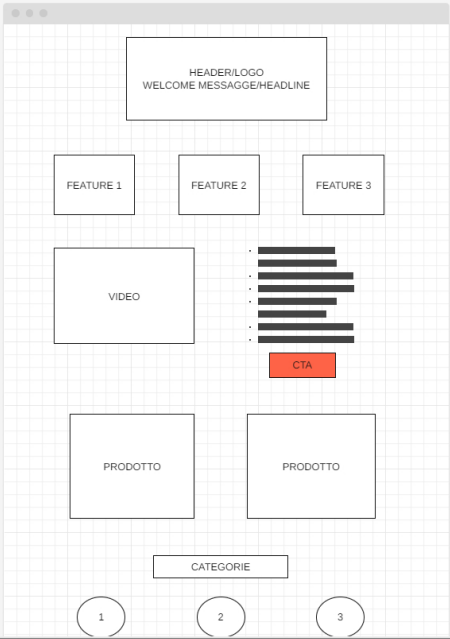 HEADER/LOGO
WELCOME MESSAGGE/HEADLINE
FEATURE 1
FEATURE 2
FEATURE 3
VIDEO
CTA
PRODOTTO
PRODOTTO
CATEGORIE
1
2
3